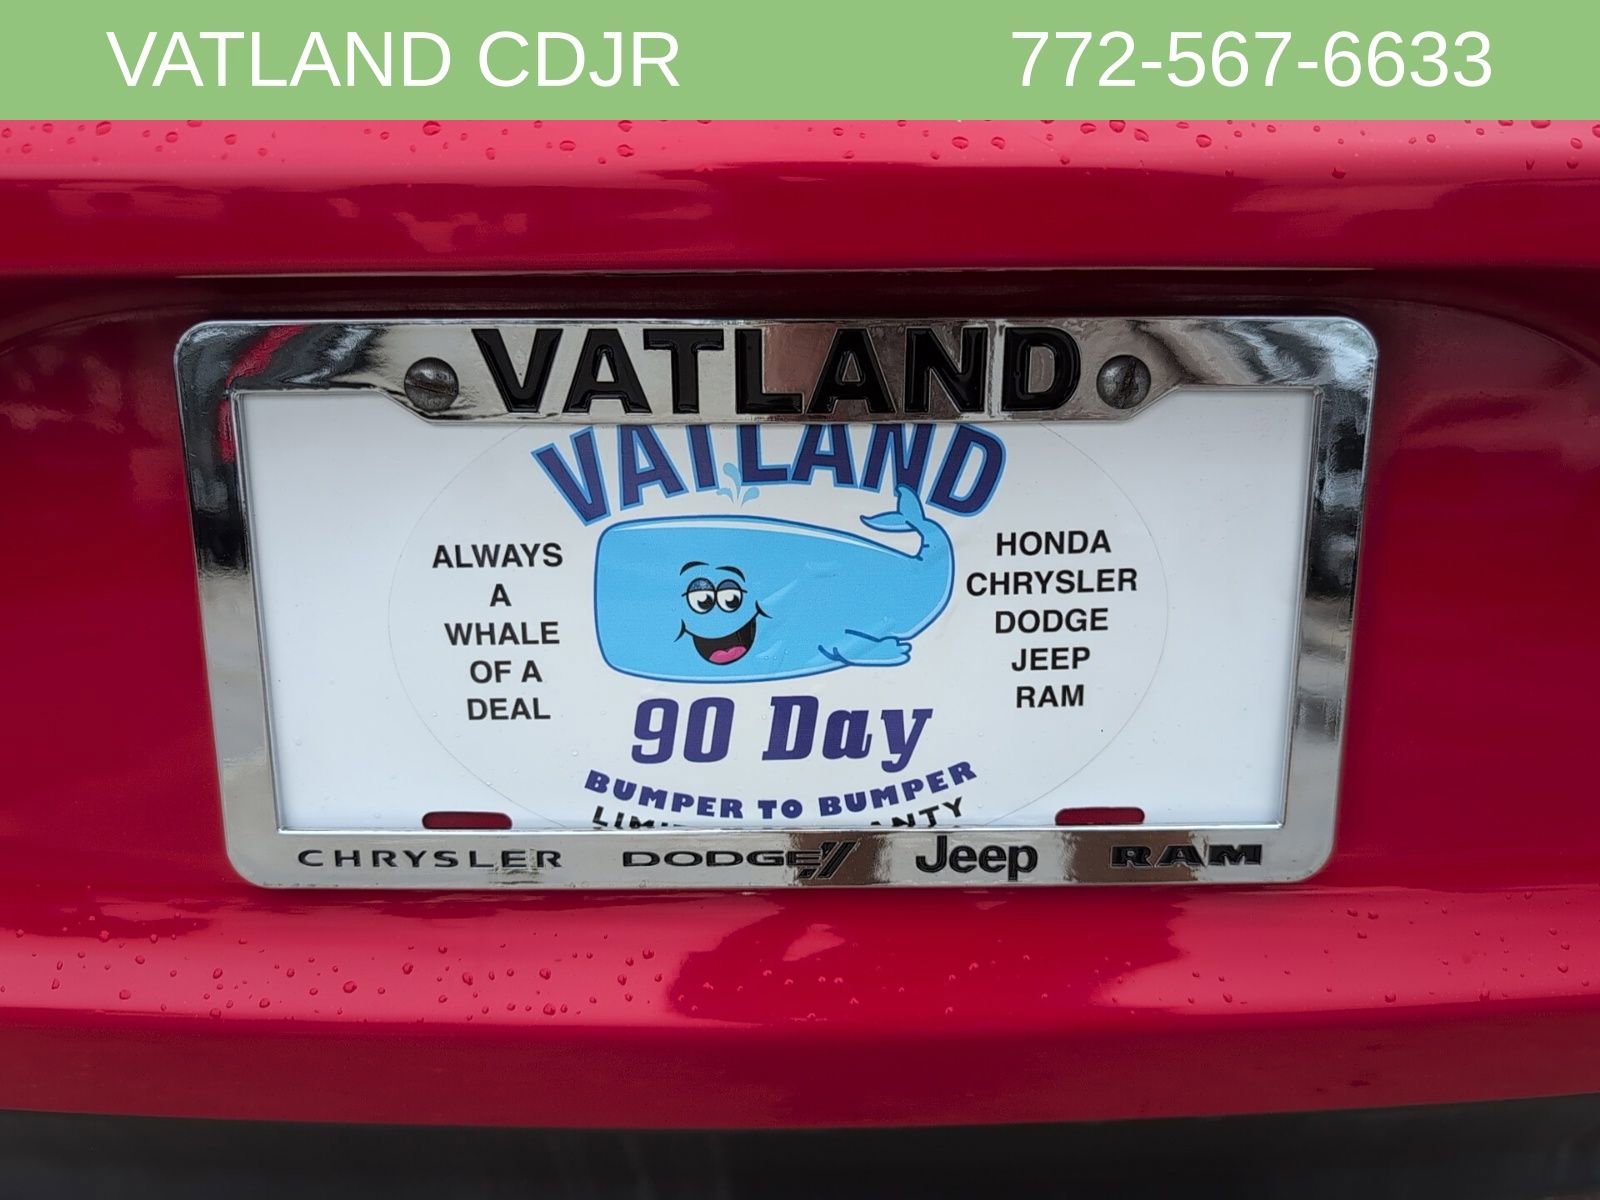 VATLAND CDJR
772-567-6633
VATLAND
VATLAND
ALWAYS
A
WHALE
OF A
DEAL
HONDA
CHRYSLER
DODGE
JEEP
RAM
90 Day
BUMPER TO BUMPER
CHRYSLER DODGE Jeep RAM